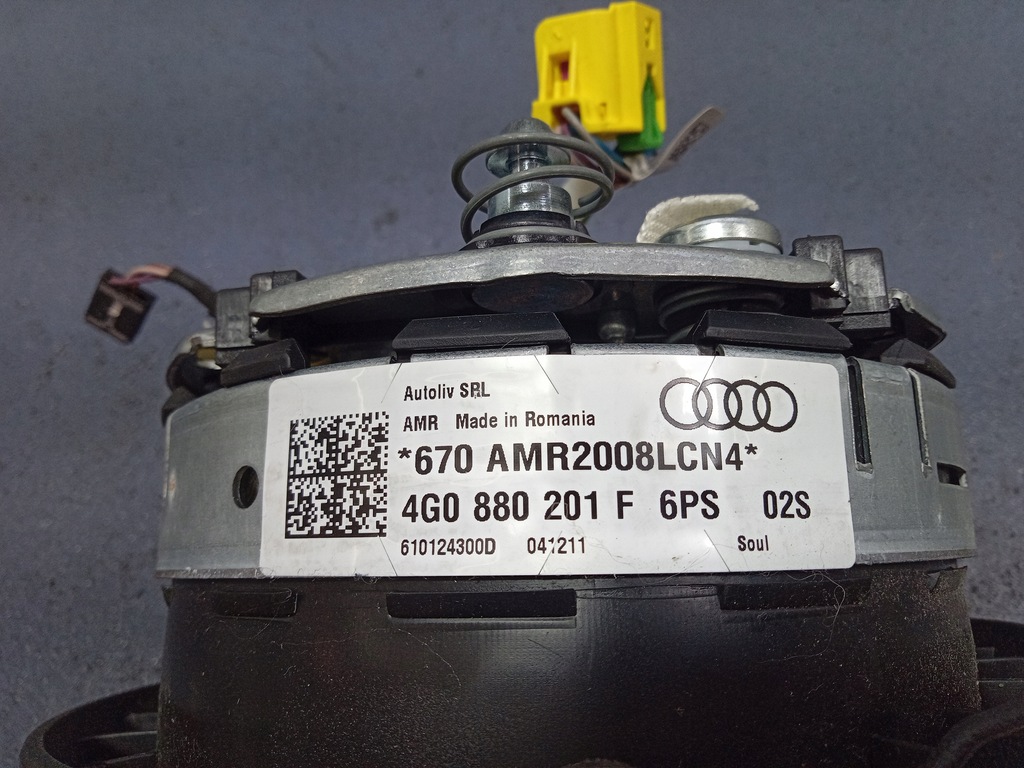 Autoliv SRL
AMR Made in Romania
*670 AMR2008LCN4*
4G0 880 201 F 6PS 02S
610124300D 041211 Soul